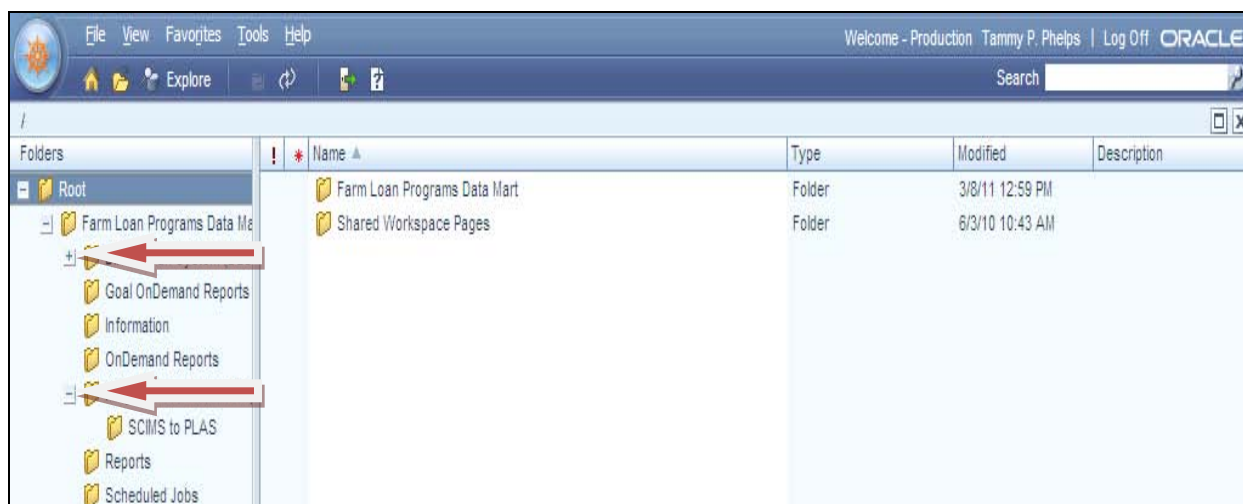 File View Favorites Tools Help
Welcome - Production Tammy P. Phelps | Log Off ORACLE
Explore
Search
/
Folders
! * Name Type Modified Description
Root
Farm Loan Programs Data Mart Folder 3/8/11 12:59 PM
Farm Loan Programs Data Ma
Shared Workspace Pages Folder 6/3/10 10:43 AM
Goal OnDemand Reports
Information
OnDemand Reports
SCIMS to PLAS
Reports
Scheduled Jobs